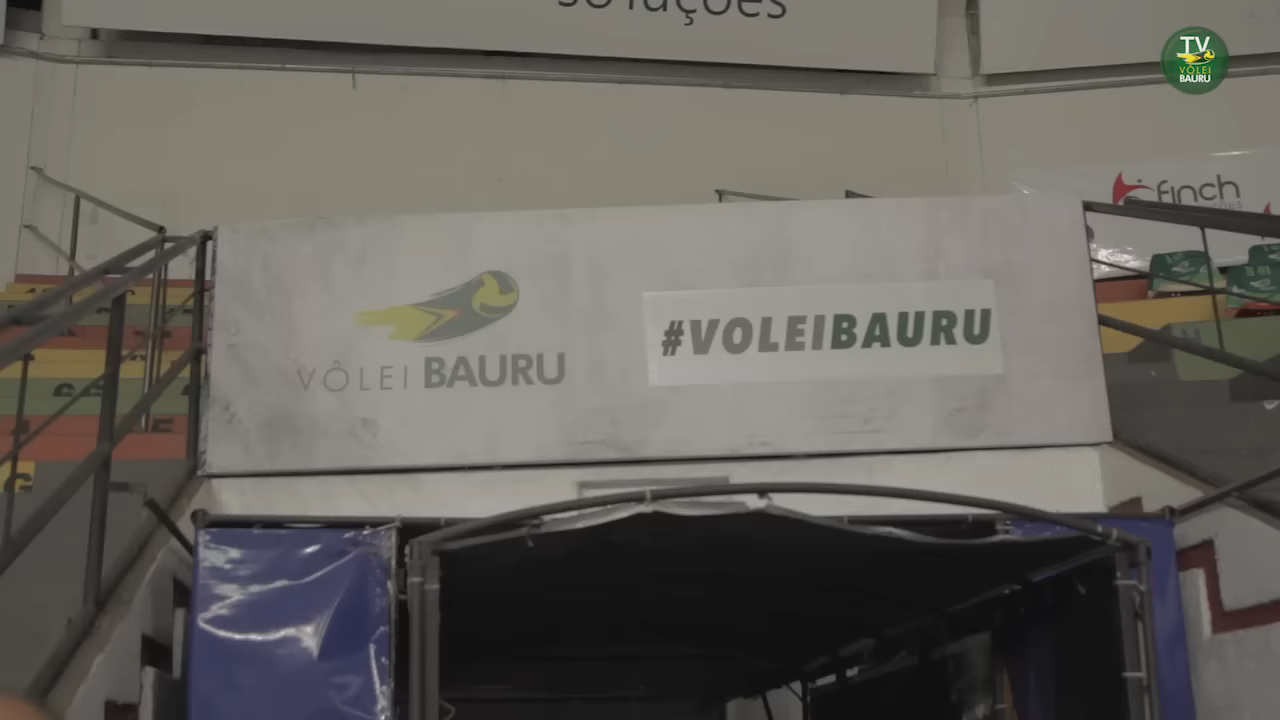 soluções
TV
VÔLEI
BAURU
finch
VÔLEI BAURU
#VOLEIBAURU